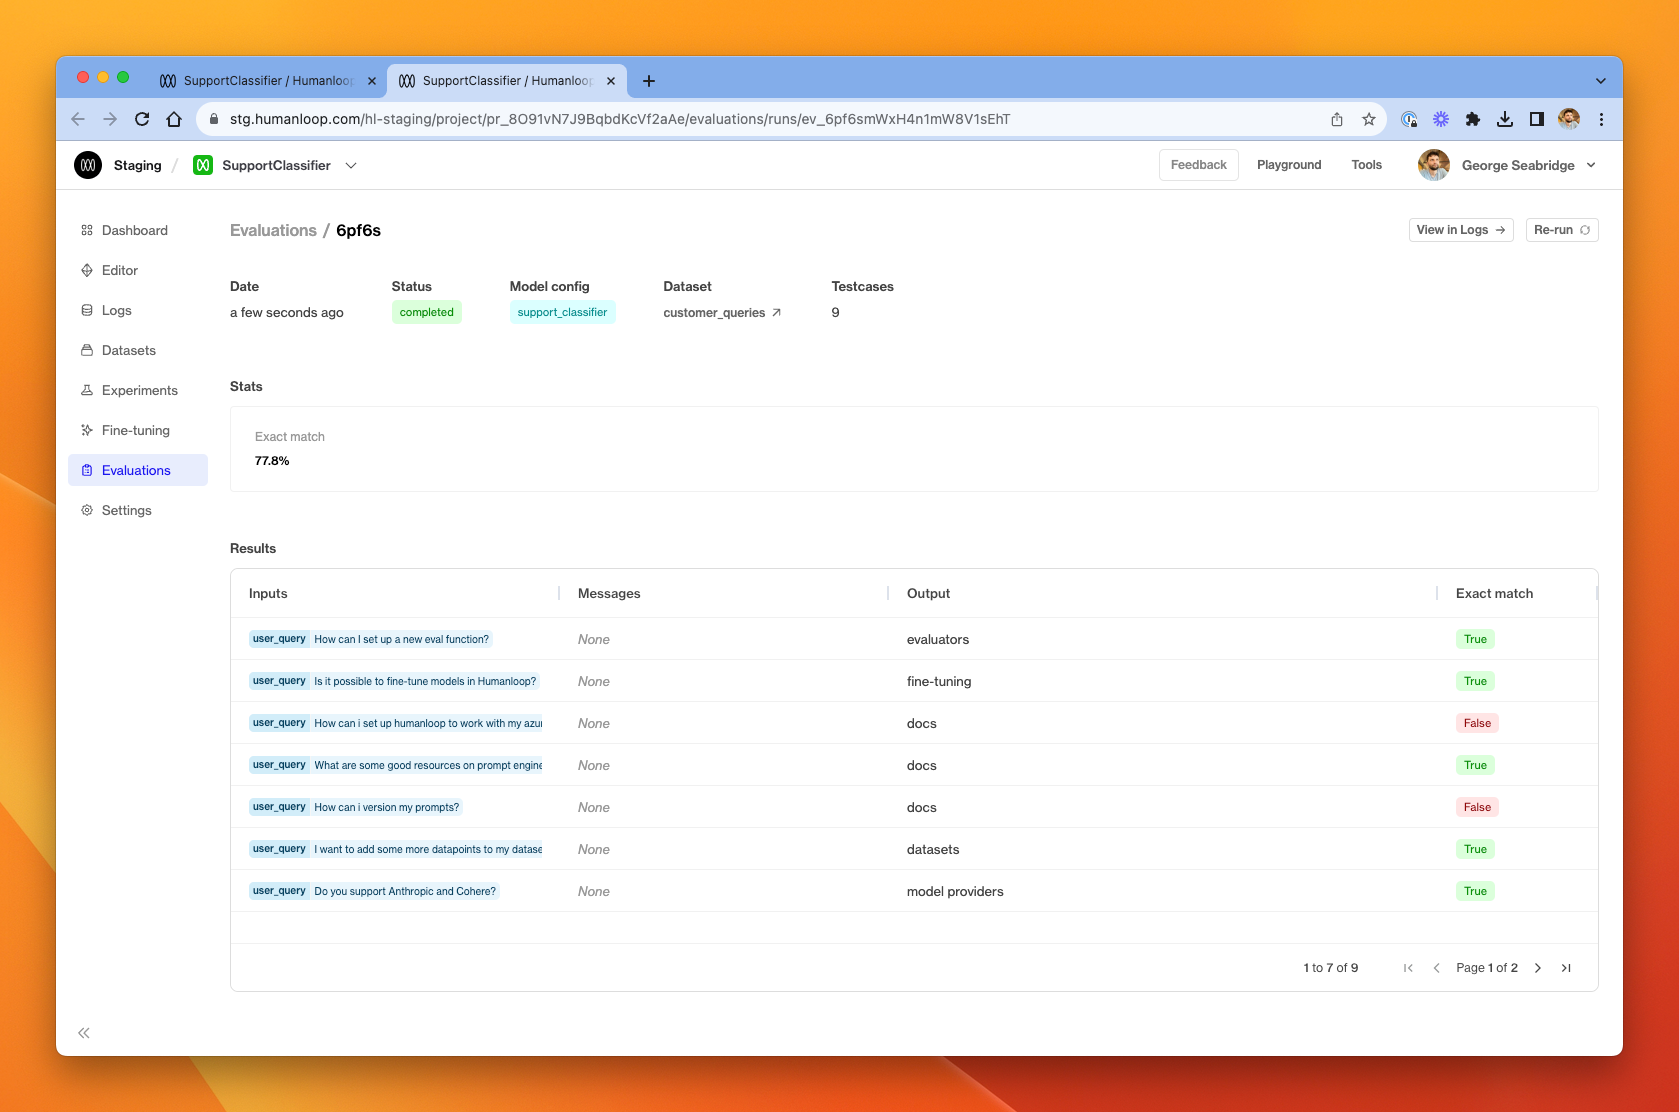 SupportClassifier / Humanloop
SupportClassifier / Humanloop
stg.humanloop.com/hl-staging/project/pr_8O91vN7J9BqbdKcVf2aAe/evaluations/runs/ev_6pf6smWxH4n1mW8V1sEhT
Staging / SupportClassifier
Feedback Playground Tools George Seabridge
Dashboard
Editor
Logs
Datasets
Experiments
Fine-tuning
Evaluations
Settings
Evaluations / 6pf6s
View in Logs → Re-run
Date Status Model config Dataset Testcases
a few seconds ago completed support_classifier customer_queries 9
Stats
Exact match
77.8%
Results
Inputs Messages Output Exact match
user_query How can I set up a new eval function? None evaluators True
user_query Is it possible to fine-tune models in Humanloop? None fine-tuning True
user_query How can i set up humanloop to work with my azu None docs False
user_query What are some good resources on prompt engine None docs True
user_query How can i version my prompts? None docs False
user_query I want to add some more datapoints to my datase None datasets True
user_query Do you support Anthropic and Cohere? None model providers True
1 to 7 of 9 Page 1 of 2